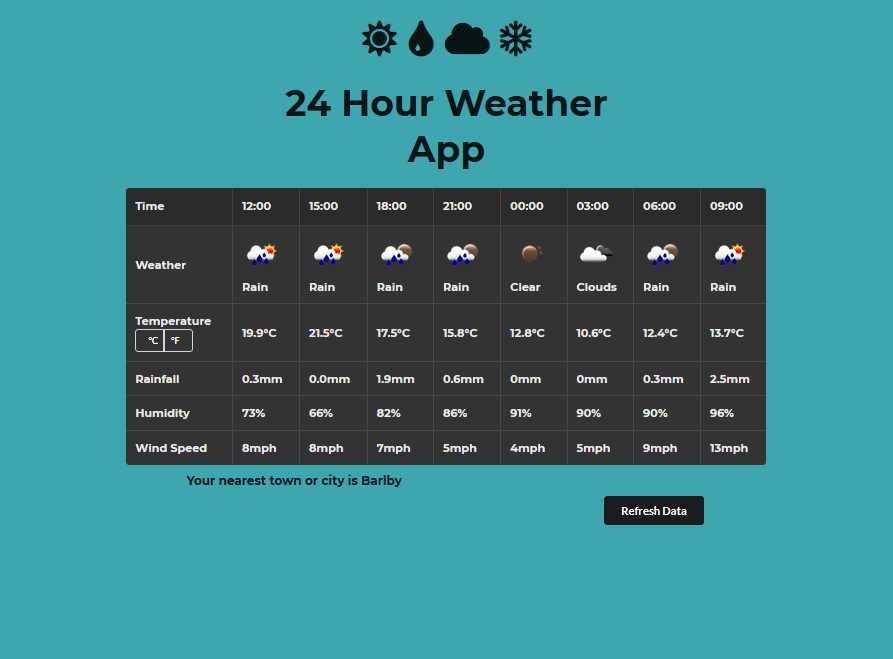 24 Hour Weather
App
Time 12:00 15:00 18:00 21:00 00:00 03:00 06:00 09:00
Weather Rain Rain Rain Rain Clear Clouds Rain Rain
Temperature 19.9°C 21.5°C 17.5°C 15.8°C 12.8°C 10.6°C 12.4°C 13.7°C
°C °F
Rainfall 0.3mm 0.0mm 1.9mm 0.6mm 0mm 0mm 0.3mm 2.5mm
Humidity 73% 66% 82% 86% 91% 90% 90% 96%
Wind Speed 8mph 8mph 7mph 5mph 4mph 5mph 9mph 13mph
Your nearest town or city is Barlby
Refresh Data